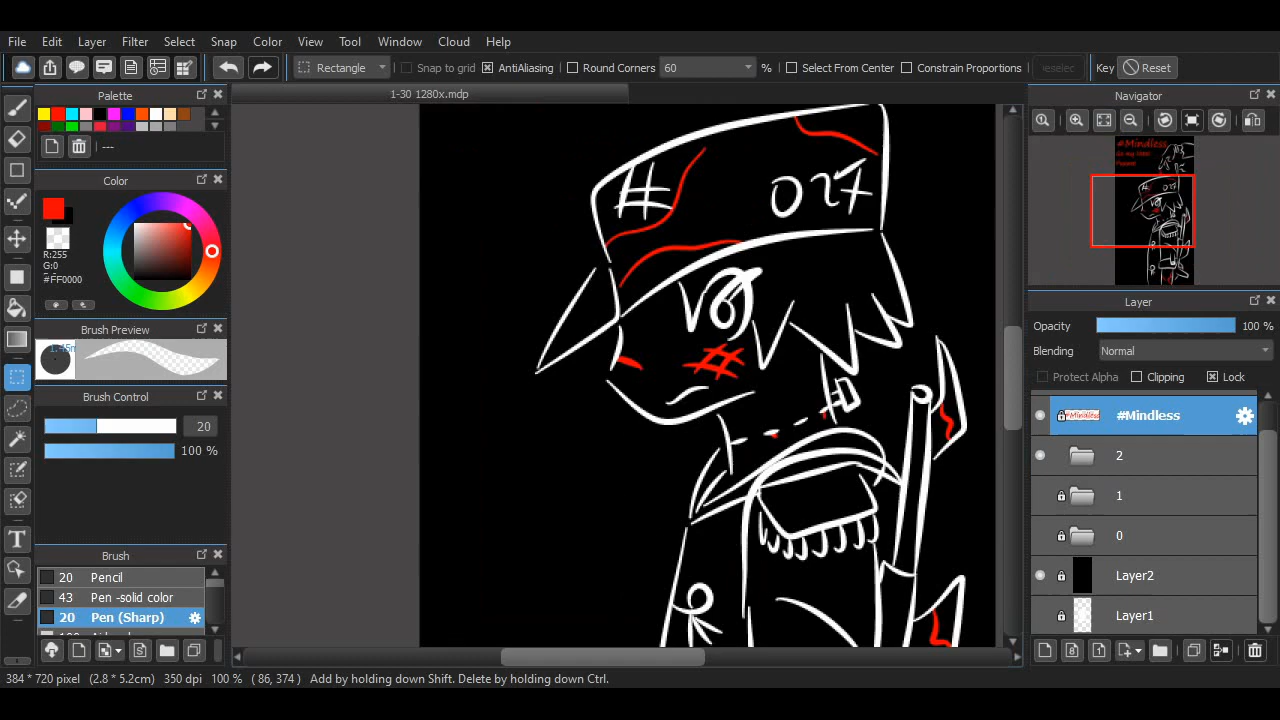 File Edit Layer Filter Select Snap Color View Tool Window Cloud Help
Rectangle Snap to grid AntiAliasing Round Corners 60 % Select From Center Constrain Proportions Key Reset
Palette
1-30 1280x.mdp
Navigator
---
#Mindless
Color
R:255
G:0
#FF0000
# 027
Layer
Opacity 100 %
Brush Preview
Blending Normal
Protect Alpha Clipping Lock
Brush Control
#Mindless
20
100 %
2
1
0
Brush
Layer2
20 Pencil
43 Pen -solid color
20 Pen (Sharp)
Layer1
384 * 720 pixel (2.8 * 5.2cm) 350 dpi 100 % ( 86, 374 ) Add by holding down Shift. Delete by holding down Ctrl.